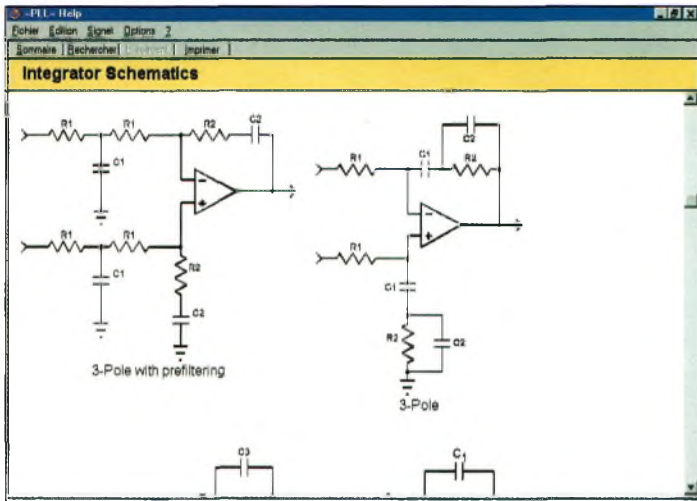 -PLL- Help
Fichier Edition Signet Options ?
Sommaire Rechercher Imprimer
Integrator Schematics
R1 R1 R2 C2
C1
R1 R1
C1
R2
C2
3-Pole with prefiltering
C2
R1 C1 R2
R1
C1
R2 C2
3-Pole
C3 C1